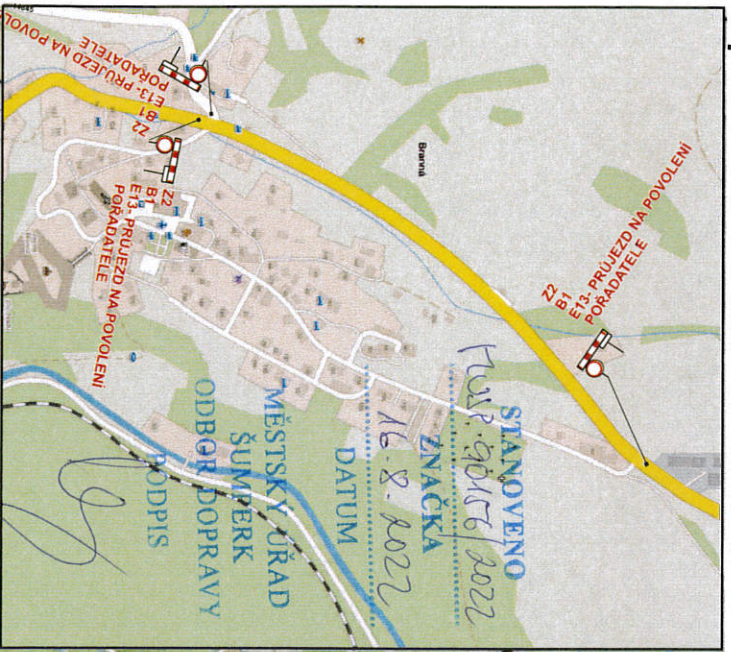 Z2
B1
E13- PRŮJEZD NA POVOLENÍ
POŘADATELE
Branná
E13- PRŮJEZD NA POVOL
POŘADATELE
B1
Z2
Z2
B1
E13- PRŮJEZD NA POVOLENÍ
POŘADATELE
STANOVENO
90156/2022
ZNAČKA
16. 8. 2022
DATUM
MĚSTSKÝ ÚŘAD
ŠUMPERK
ODBOR DOPRAVY
PODPIS